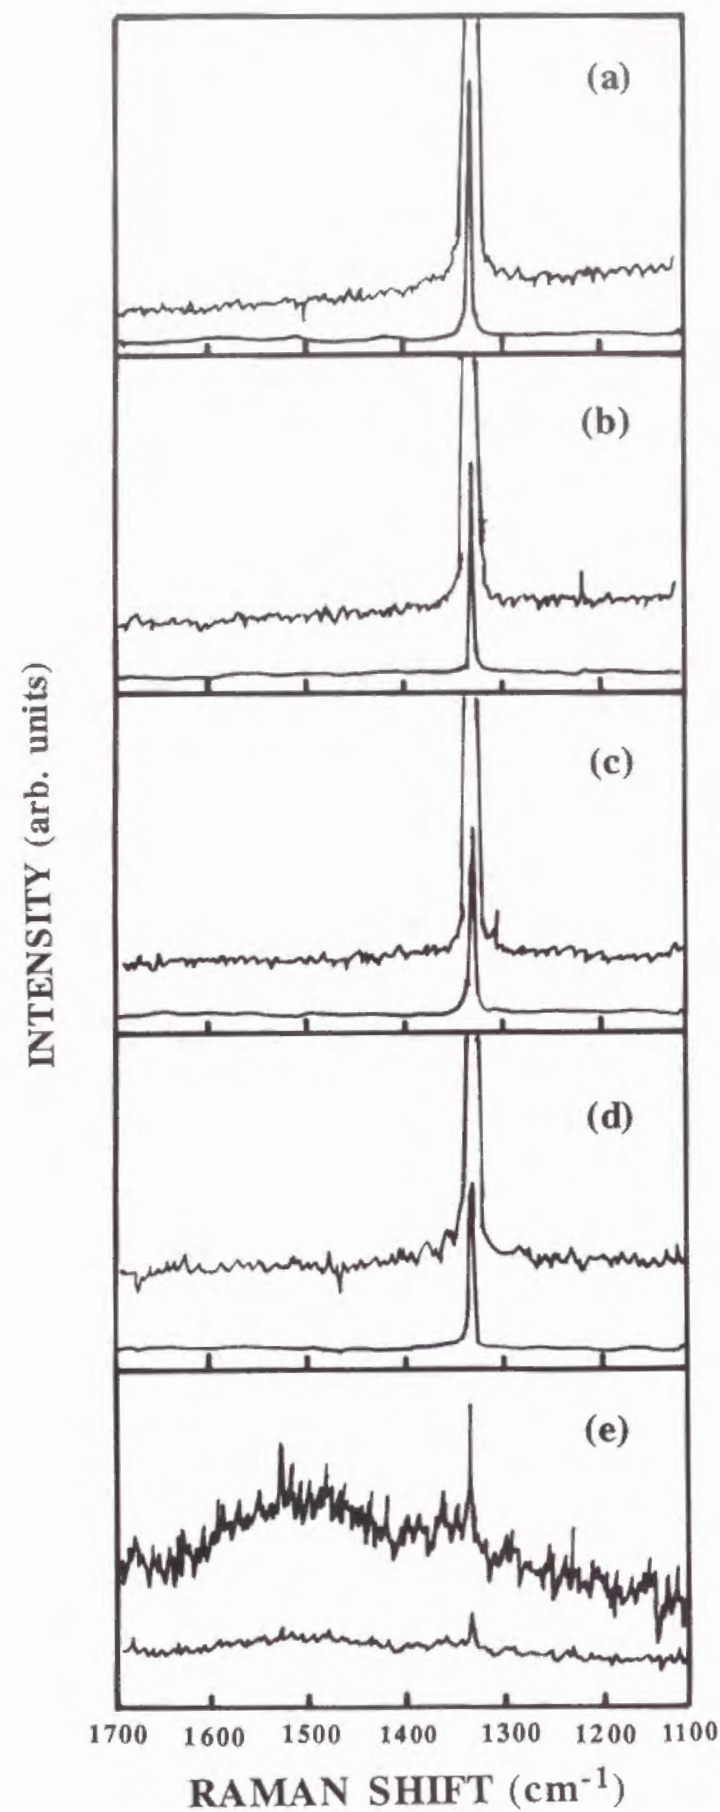 (a)
(b)
(c)
(d)
(e)
INTENSITY (arb. units)
1700 1600 1500 1400 1300 1200 1100
RAMAN SHIFT (cm-1)